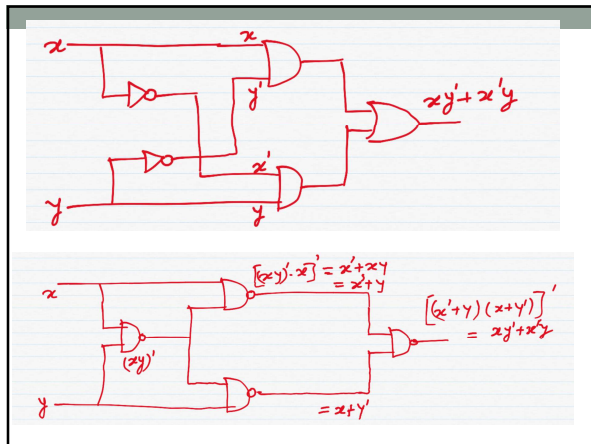 x
x
y'
xy' + x'y
x'
y
y
[(xy)'·x]' = x'+xy
= x'+y
x
[(x'+y) (x+y')]'
= xy'+x'y
(xy)'
y
= x+y'